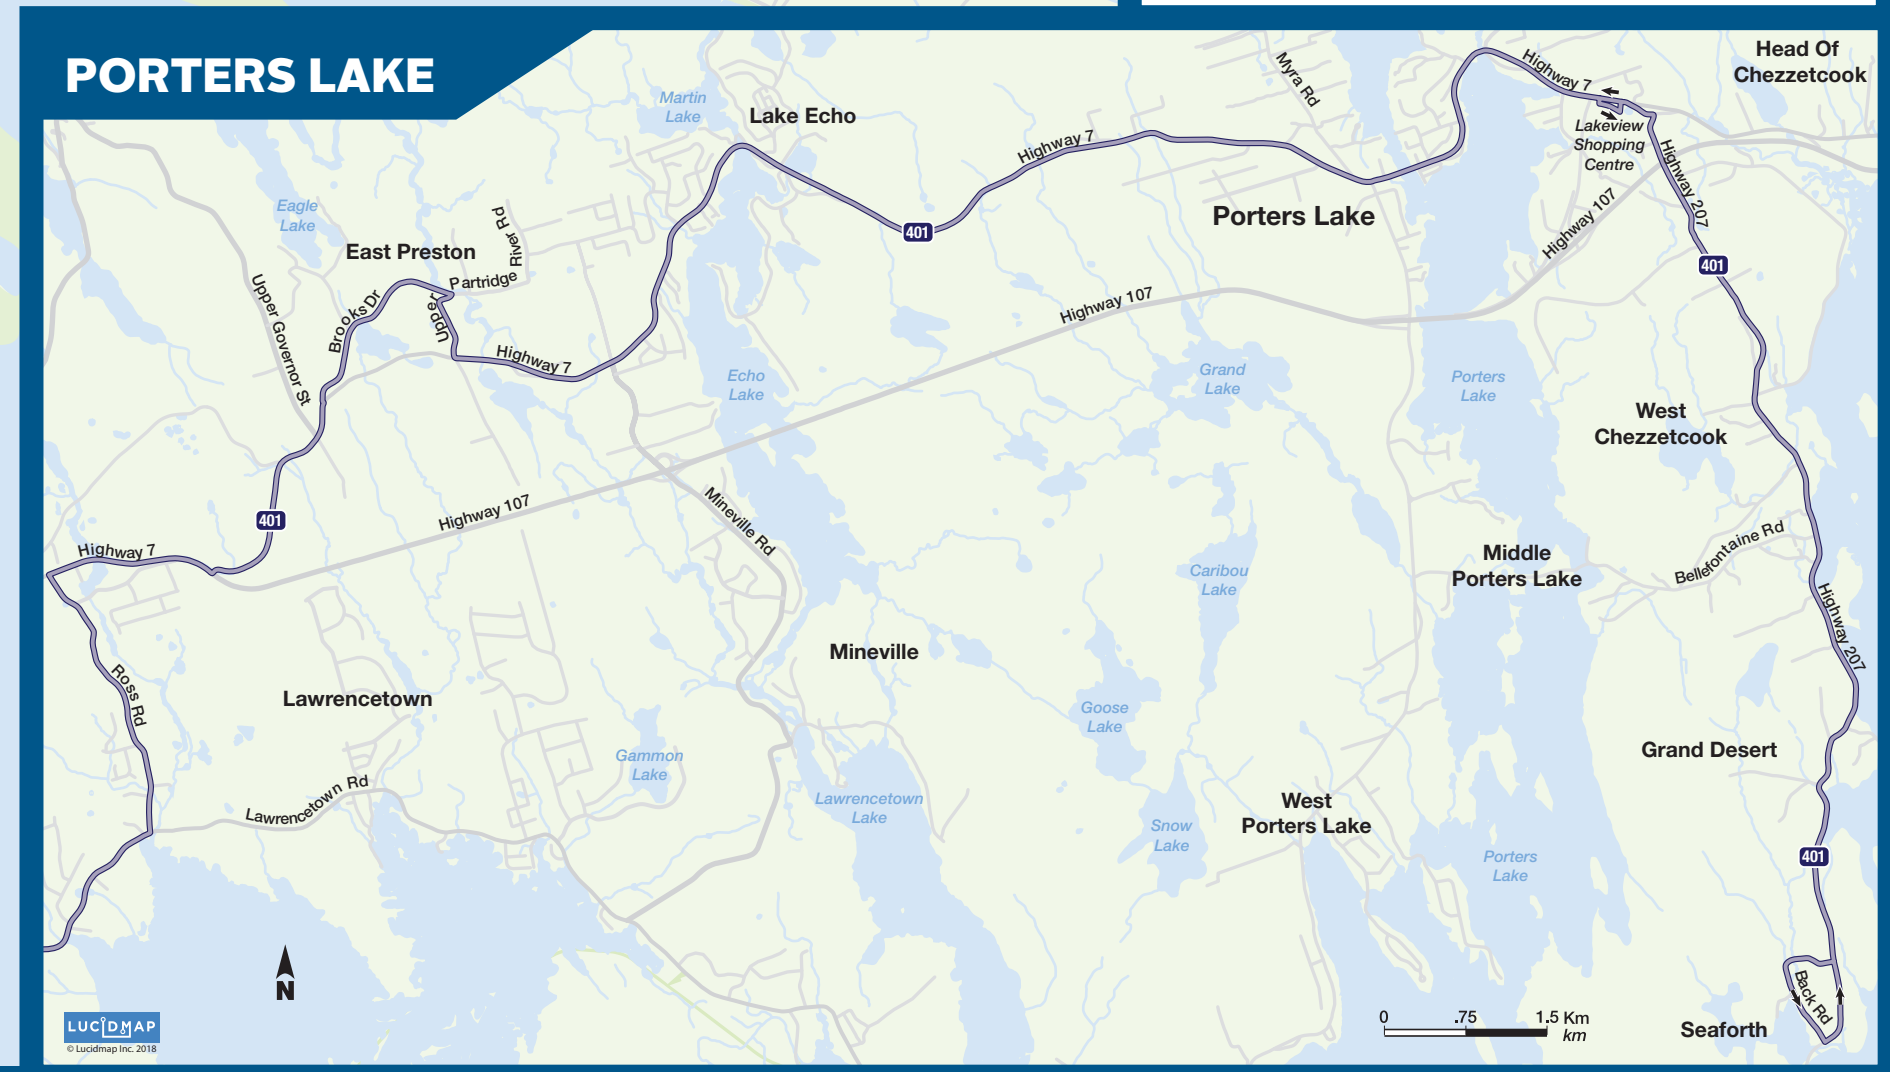 PORTERS LAKE
Head Of
Chezzetcook
Myra Rd
Highway 7
Martin
Lake
Lake Echo
Lakeview
Shopping
Centre
Highway 7
Highway 207
Eagle
Lake
River Rd
Porters Lake
Highway 107
401
East Preston
401
Partridge
Upper
Brooks Dr
Upper Governor St
Highway 107
Highway 7
Echo
Lake
Grand
Lake
Porters
Lake
West
Chezzetcook
401
Highway 107
Mineville Rd
Highway 7
Middle
Porters Lake
Bellefontaine Rd
Caribou
Lake
Highway 207
Mineville
Lawrencetown
Ross Rd
Goose
Lake
Grand Desert
Gammon
Lake
Lawrencetown Rd
Lawrencetown
Lake
West
Porters Lake
Snow
Lake
Porters
Lake
401
N
Back Rd
Seaforth
0 .75 1.5 Km
km
LUCIDMAP
© Lucidmap Inc. 2018